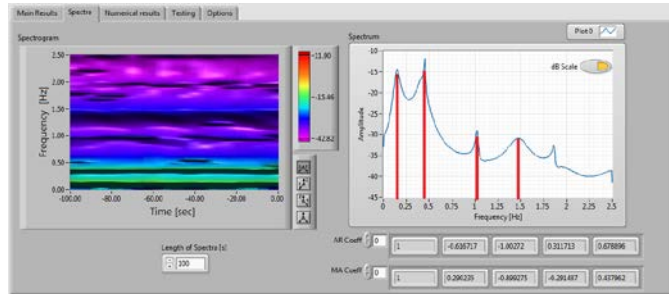 Main Results Spectra Numerical results Testing Options
Spectrogram
Frequency [Hz]
2.50
2.00
1.50
1.00
0.50
0.00
-100.00 -80.00 -60.00 -40.00 -20.00 0.00
Time [sec]
-11.90
-15.46
-42.82
Length of Spectra [s]
100
Spectrum
Plot 0
dB Scale
Amplitude
-10
-15
-20
-25
-30
-35
-40
-45
0 0.25 0.5 0.75 1 1.25 1.5 1.75 2 2.25 2.5
Frequency [Hz]
AR Coeff 0 1 -0.616717 -1.00272 0.311713 0.678896
MA Coeff 0 1 0.290235 -0.899275 -0.291487 0.437962